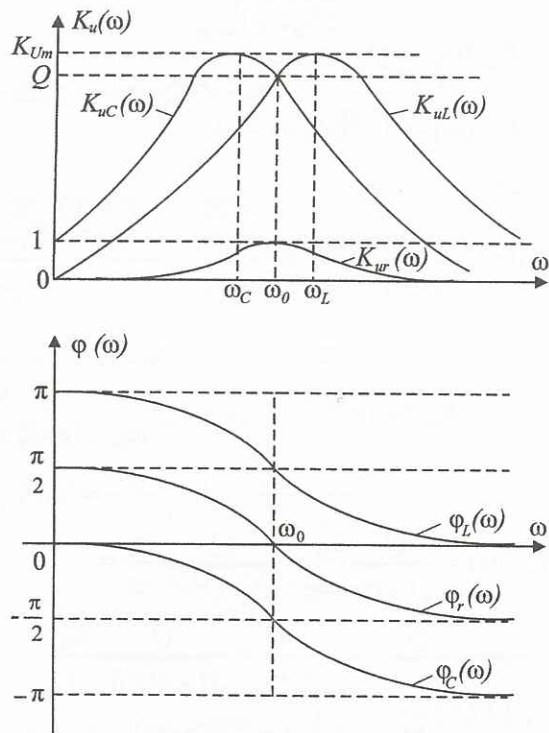 K_u(ω)
K_Um
Q
K_uC(ω)
K_uL(ω)
1
K_ur(ω)
0
ω_C ω_0 ω_L
ω
φ(ω)
π
π/2
ω_0
φ_L(ω)
ω
0
φ_r(ω)
-π/2
φ_C(ω)
-π